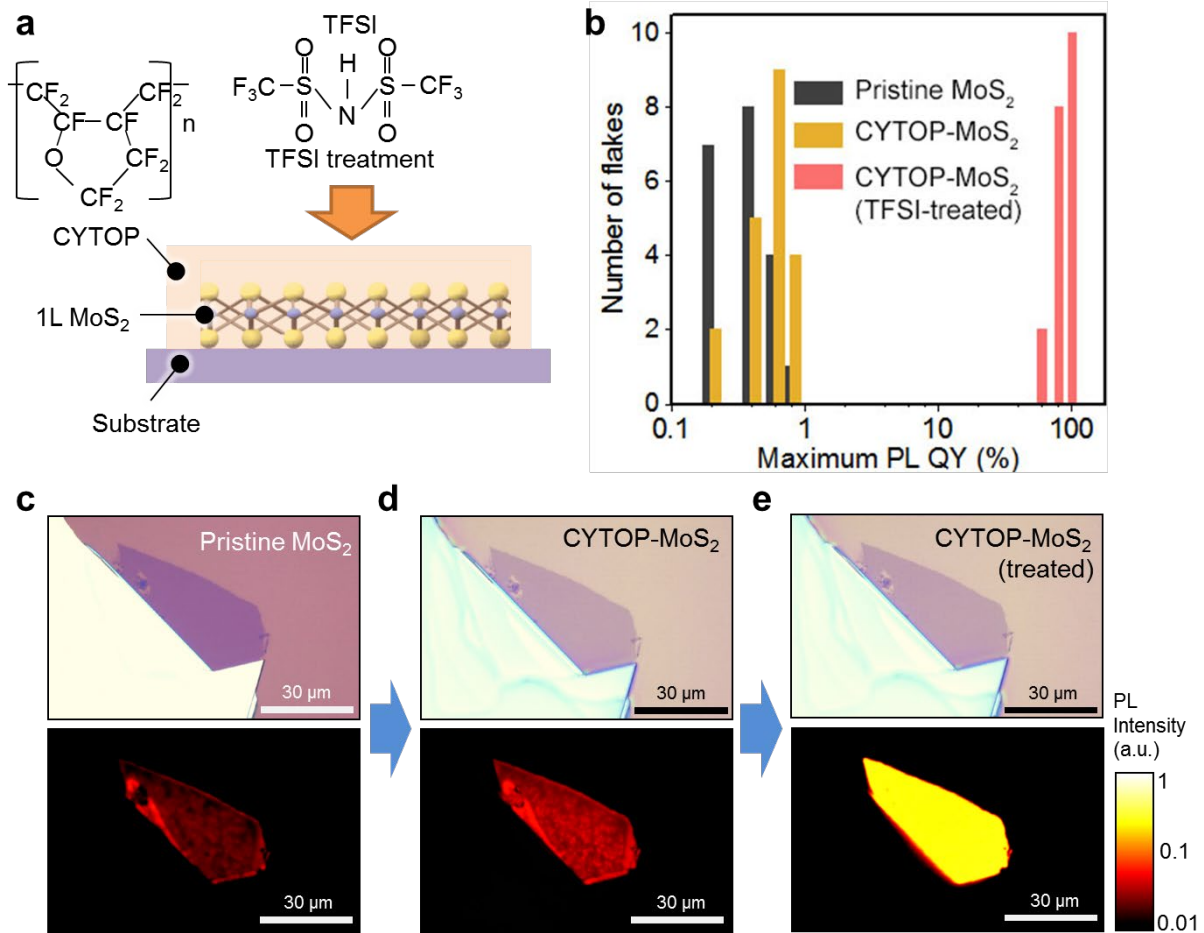 a
TFSI
O H O
F₃C S S CF₃
N
O O
TFSI treatment
CF₂ CF₂
CF CF n
O CF₂
CF₂
CYTOP
1L MoS₂
Substrate
b
10
8
6
4
2
0
Number of flakes
Pristine MoS₂
CYTOP-MoS₂
CYTOP-MoS₂
(TFSI-treated)
0.1 1 10 100
Maximum PL QY (%)
c
Pristine MoS₂
30 µm
30 µm
d
CYTOP-MoS₂
30 µm
30 µm
e
CYTOP-MoS₂
(treated)
30 µm
30 µm
PL
Intensity
(a.u.)
1
0.1
0.01